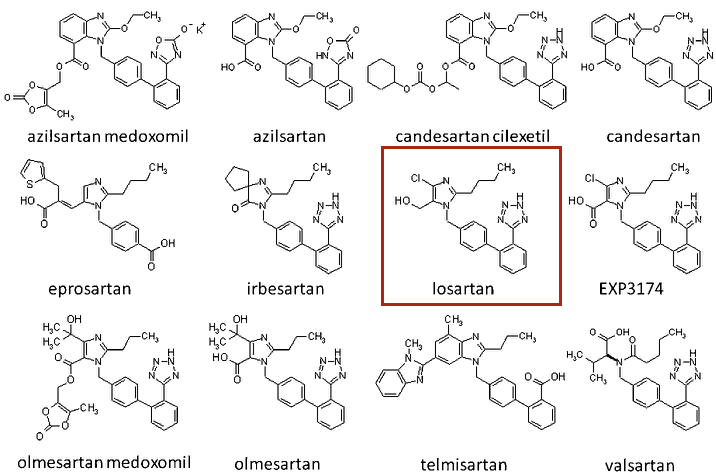 azilsartan medoxomil
azilsartan
candesartan cilexetil
candesartan
eprosartan
irbesartan
losartan
EXP3174
olmesartan medoxomil
olmesartan
telmisartan
valsartan